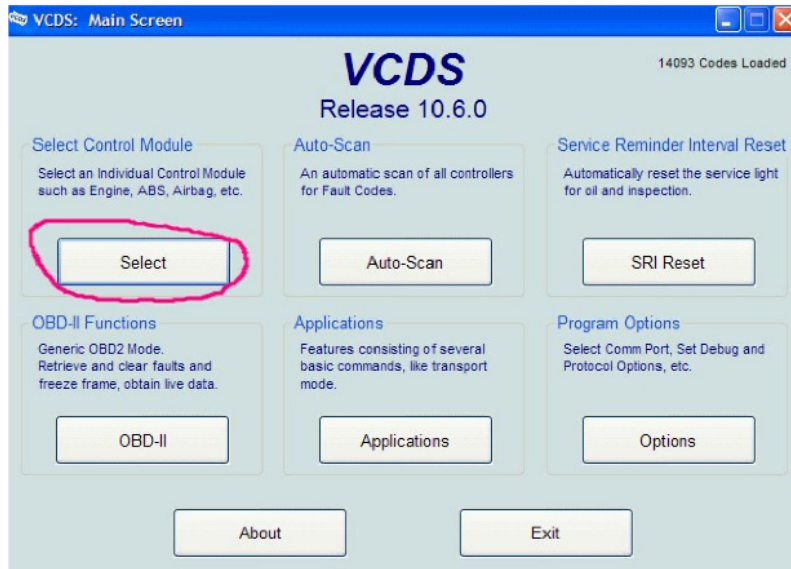 VCDS: Main Screen
VCDS
Release 10.6.0
14093 Codes Loaded
Select Control Module
Select an Individual Control Module
such as Engine, ABS, Airbag, etc.
Select
Auto-Scan
An automatic scan of all controllers
for Fault Codes.
Auto-Scan
Service Reminder Interval Reset
Automatically reset the service light
for oil and inspection.
SRI Reset
OBD-II Functions
Generic OBD2 Mode.
Retrieve and clear faults and
freeze frame, obtain live data.
OBD-II
Applications
Features consisting of several
basic commands, like transport
mode.
Applications
Program Options
Select Comm Port, Set Debug and
Protocol Options, etc.
Options
About
Exit